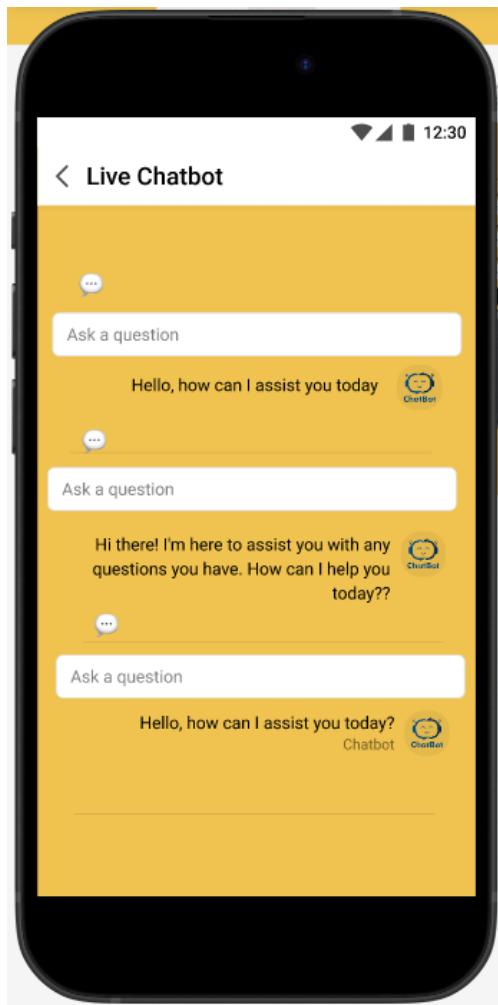 12:30
Live Chatbot
Ask a question
Hello, how can I assist you today
ChatBot
Ask a question
Hi there! I'm here to assist you with any
questions you have. How can I help you
today??
ChatBot
Ask a question
Hello, how can I assist you today?
Chatbot
ChatBot